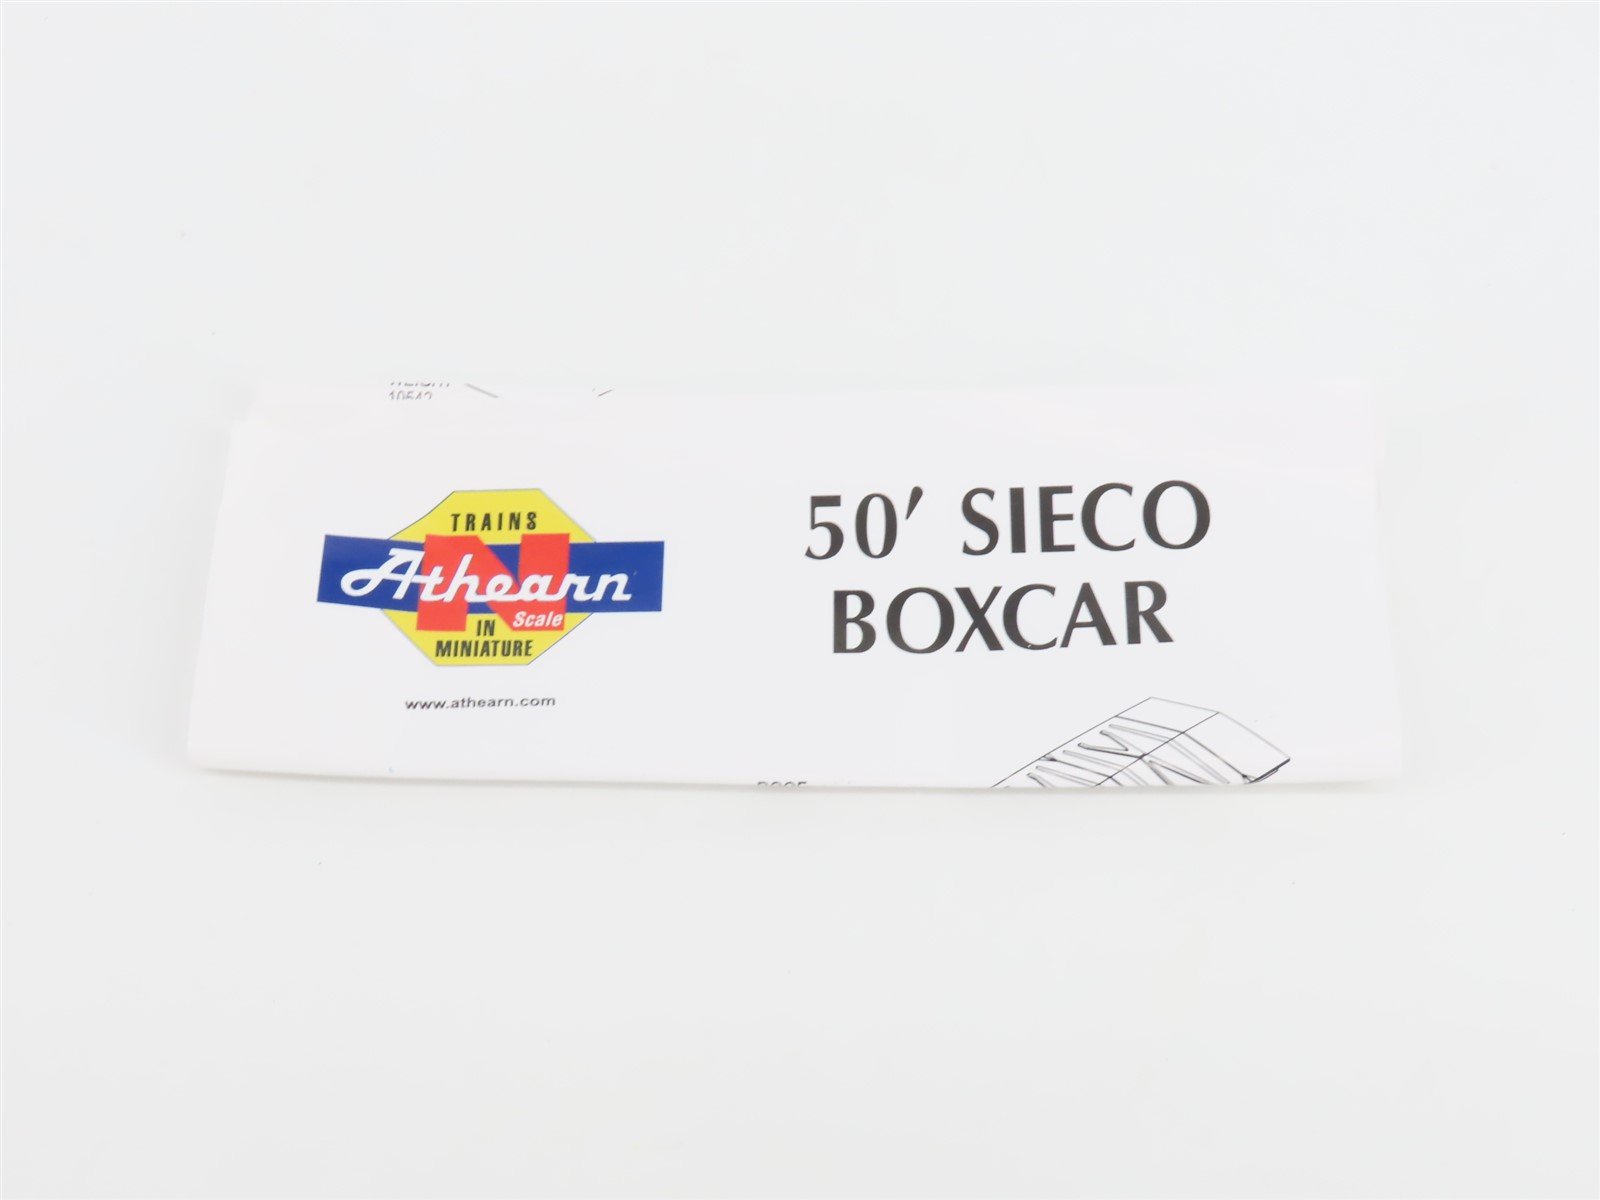 TRAINS
Athearn
N
Scale
IN
MINIATURE
www.athearn.com
50' SIECO
BOXCAR